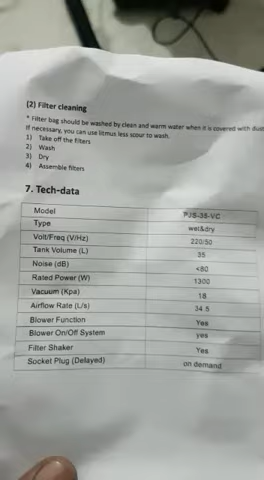 (2) Filter cleaning
* Filter bag should be washed by clean and warm water when it is covered with dust
If necessary, you can use litmus less scour to wash.
1) Take off the filters
2) Wash
3) Dry
4) Assemble filters
7. Tech-data
Model PJS-35-VC
Type wet&dry
Volt/Freq (V/Hz) 220/50
Tank Volume (L) 35
Noise (dB) <80
Rated Power (W) 1300
Vacuum (Kpa) 18
Airflow Rate (L/s) 34.5
Blower Function Yes
Blower On/Off System yes
Filter Shaker Yes
Socket Plug (Delayed) on demand